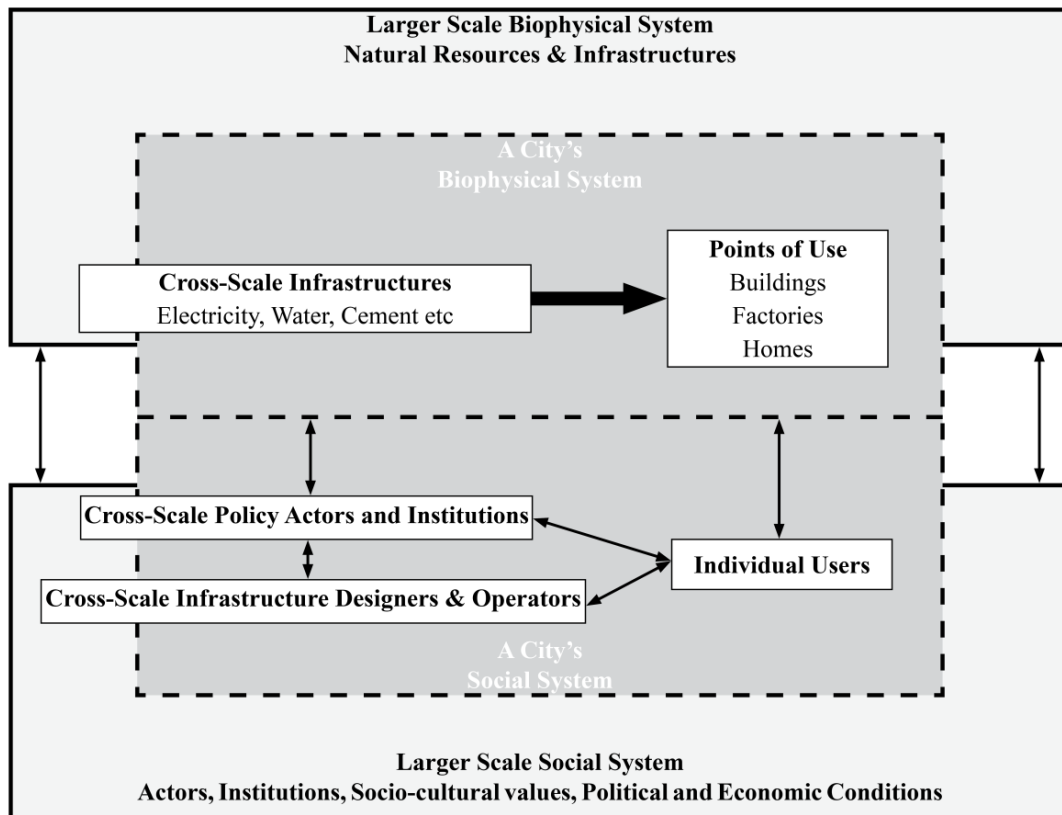 Larger Scale Biophysical System
Natural Resources & Infrastructures
A City's
Biophysical System
Cross-Scale Infrastructures
Electricity, Water, Cement etc
Points of Use
Buildings
Factories
Homes
Cross-Scale Policy Actors and Institutions
Cross-Scale Infrastructure Designers & Operators
Individual Users
A City's
Social System
Larger Scale Social System
Actors, Institutions, Socio-cultural values, Political and Economic Conditions